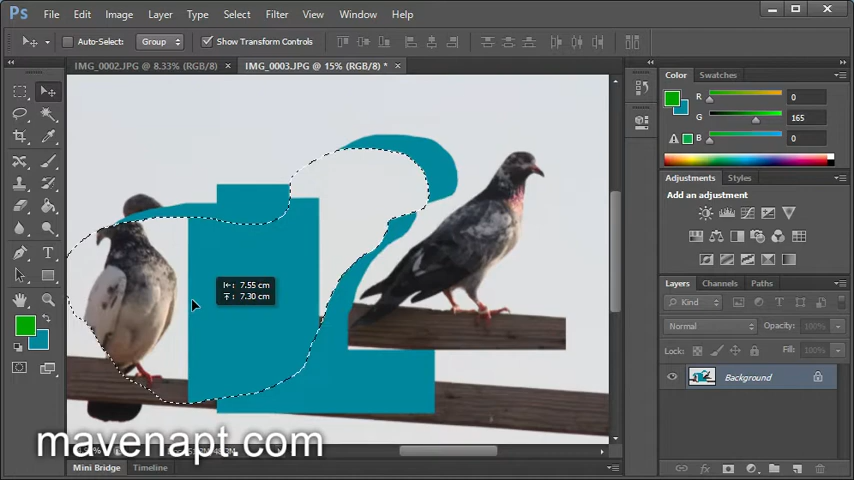 Ps File Edit Image Layer Type Select Filter View Window Help
Auto-Select: Group Show Transform Controls
IMG_0002.JPG @ 8.33% (RGB/8) × IMG_0003.JPG @ 15% (RGB/8) * ×
Color Swatches
R 0
G 165
B 0
Adjustments Styles
Add an adjustment
Layers Channels Paths
Kind
Normal Opacity: 100%
Lock: Fill: 100%
Background
7.55 cm
7.30 cm
mavenapt.com
Mini Bridge Timeline